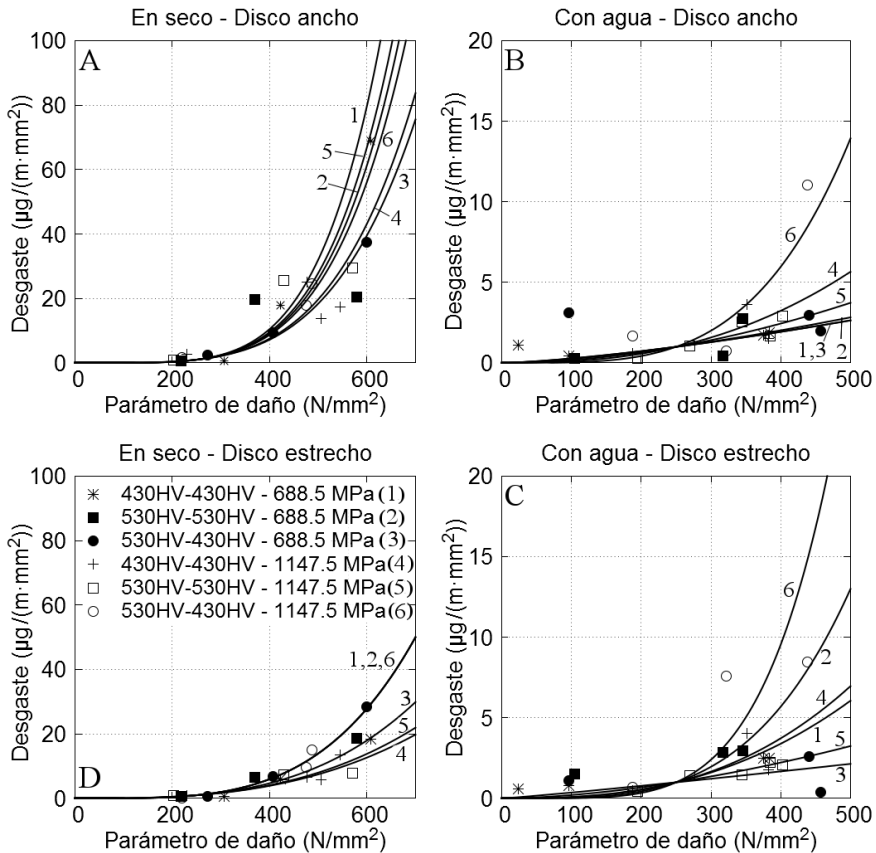 En seco - Disco ancho
A
100
80
60
40
20
0
0
200
400
600
1
5
2
6
3
4
Desgaste (µg/(m·mm²))
Parámetro de daño (N/mm²)
Con agua - Disco ancho
B
20
15
10
5
0
0
100
200
300
400
500
6
4
5
1,3
2
Desgaste (µg/(m·mm²))
Parámetro de daño (N/mm²)
En seco - Disco estrecho
100
80
60
40
20
0
0
200
400
600
430HV-430HV - 688.5 MPa(1)
530HV-530HV - 688.5 MPa(2)
530HV-430HV - 688.5 MPa(3)
430HV-430HV - 1147.5 MPa(4)
530HV-530HV - 1147.5 MPa(5)
530HV-430HV - 1147.5 MPa(6)
1,2,6
3
5
4
D
Desgaste (µg/(m·mm²))
Parámetro de daño (N/mm²)
Con agua - Disco estrecho
C
20
15
10
5
0
0
100
200
300
400
500
6
2
4
1
5
3
Desgaste (µg/(m·mm²))
Parámetro de daño (N/mm²)